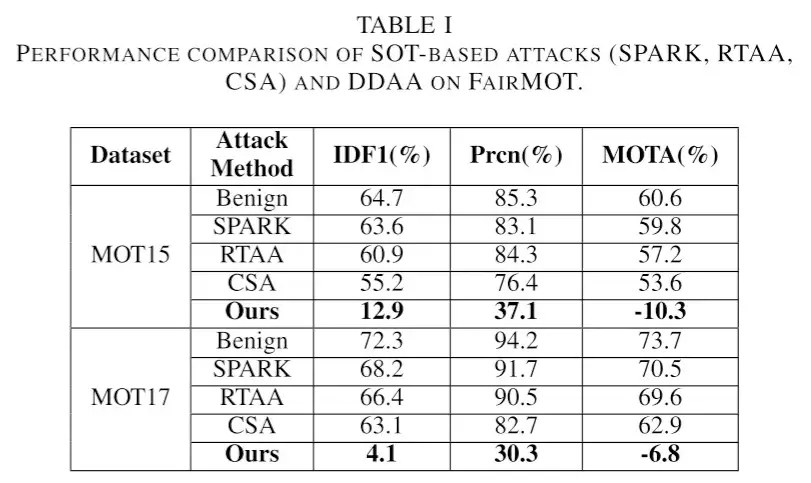 TABLE I
PERFORMANCE COMPARISON OF SOT-BASED ATTACKS (SPARK, RTAA,
CSA) AND DDAA ON FAIRMOT.
Dataset Attack Method IDF1(%) Prcn(%) MOTA(%)
MOT15 Benign 64.7 85.3 60.6
SPARK 63.6 83.1 59.8
RTAA 60.9 84.3 57.2
CSA 55.2 76.4 53.6
Ours 12.9 37.1 -10.3
MOT17 Benign 72.3 94.2 73.7
SPARK 68.2 91.7 70.5
RTAA 66.4 90.5 69.6
CSA 63.1 82.7 62.9
Ours 4.1 30.3 -6.8